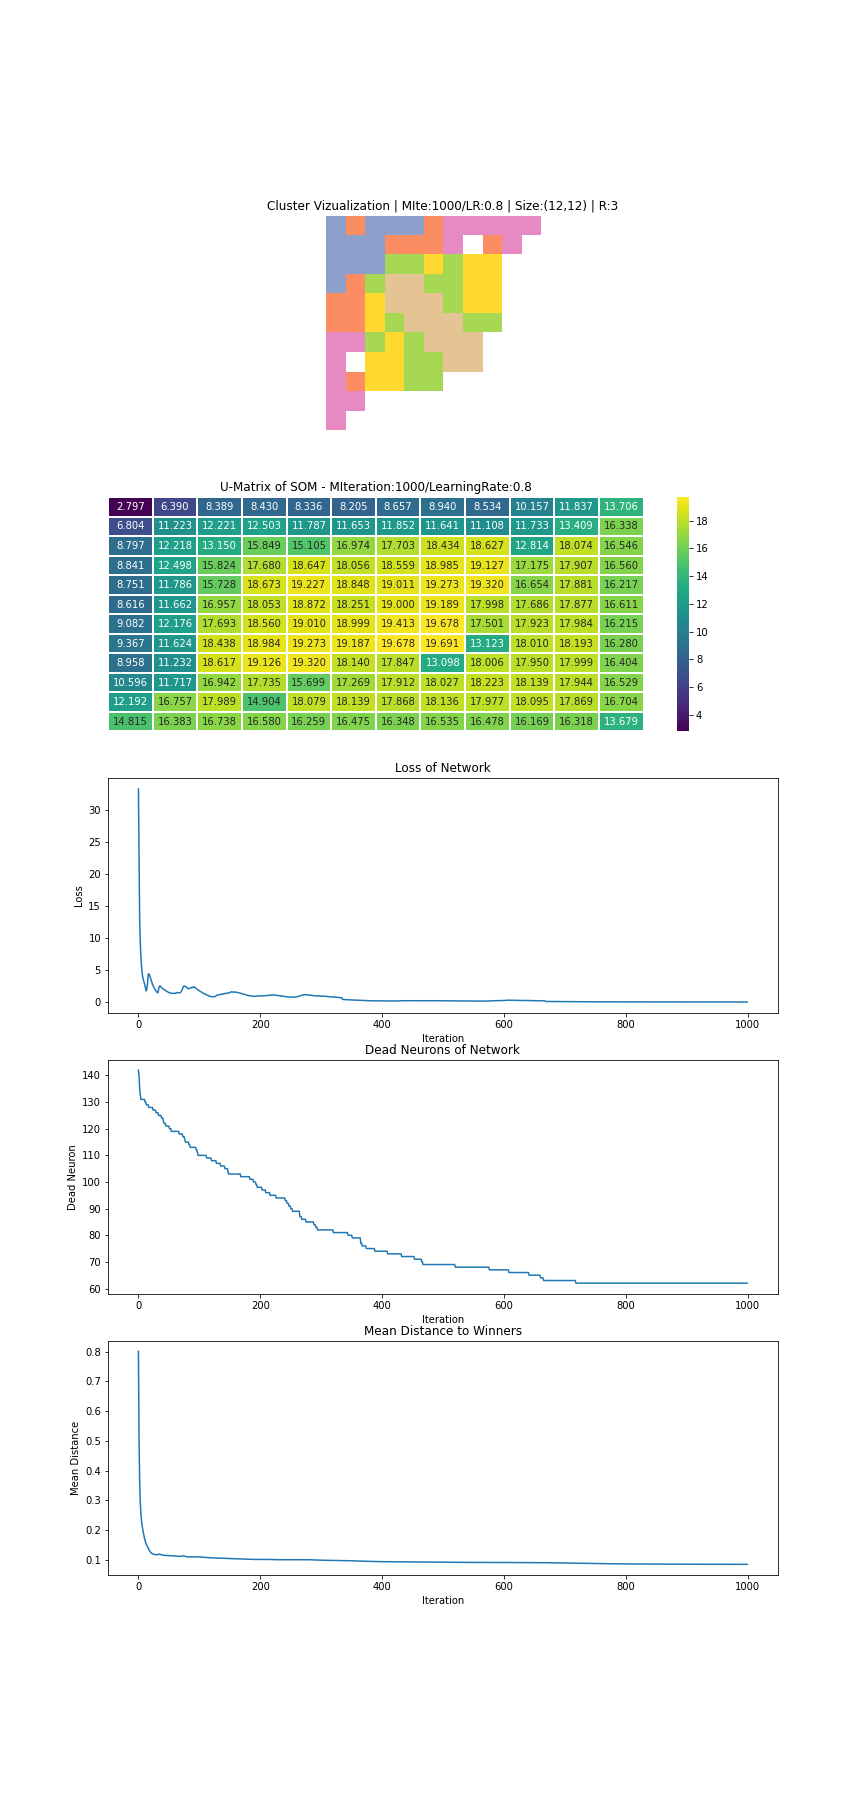 Cluster Vizualization | MIte:1000/LR:0.8 | Size:(12,12) | R:3
U-Matrix of SOM - MIteration:1000/LearningRate:0.8
2.797 6.390 8.389 8.430 8.336 8.205 8.657 8.940 8.534 10.157 11.837 13.706
6.804 11.223 12.221 12.503 11.787 11.653 11.852 11.641 11.108 11.733 13.409 16.338
8.797 12.218 13.150 15.849 15.105 16.974 17.703 18.434 18.627 12.814 18.074 16.546
8.841 12.498 15.824 17.680 18.647 18.056 18.559 18.985 19.127 17.175 17.907 16.560
8.751 11.786 15.728 18.673 19.227 18.848 19.011 19.273 19.320 16.654 17.881 16.217
8.616 11.662 16.957 18.053 18.872 18.251 19.000 19.189 17.998 17.686 17.877 16.611
9.082 12.176 17.693 18.560 19.010 18.999 19.413 19.678 17.501 17.923 17.984 16.215
9.367 11.624 18.438 18.984 19.273 19.187 19.678 19.691 13.123 18.010 18.193 16.280
8.958 11.232 18.617 19.126 19.320 18.140 17.847 13.098 18.006 17.950 17.999 16.404
10.596 11.717 16.942 17.735 15.699 17.269 17.912 18.027 18.223 18.139 17.944 16.529
12.192 16.757 17.989 14.904 18.079 18.139 17.868 18.136 17.977 18.095 17.869 16.704
14.815 16.383 16.738 16.580 16.259 16.475 16.348 16.535 16.478 16.169 16.318 13.679
18
16
14
12
10
8
6
4
Loss of Network
30
25
20
15
10
5
0
Loss
0 200 400 600 800 1000
Iteration
Dead Neurons of Network
140
130
120
110
100
90
80
70
60
Dead Neuron
0 200 400 600 800 1000
Iteration
Mean Distance to Winners
0.8
0.7
0.6
0.5
0.4
0.3
0.2
0.1
Mean Distance
0 200 400 600 800 1000
Iteration